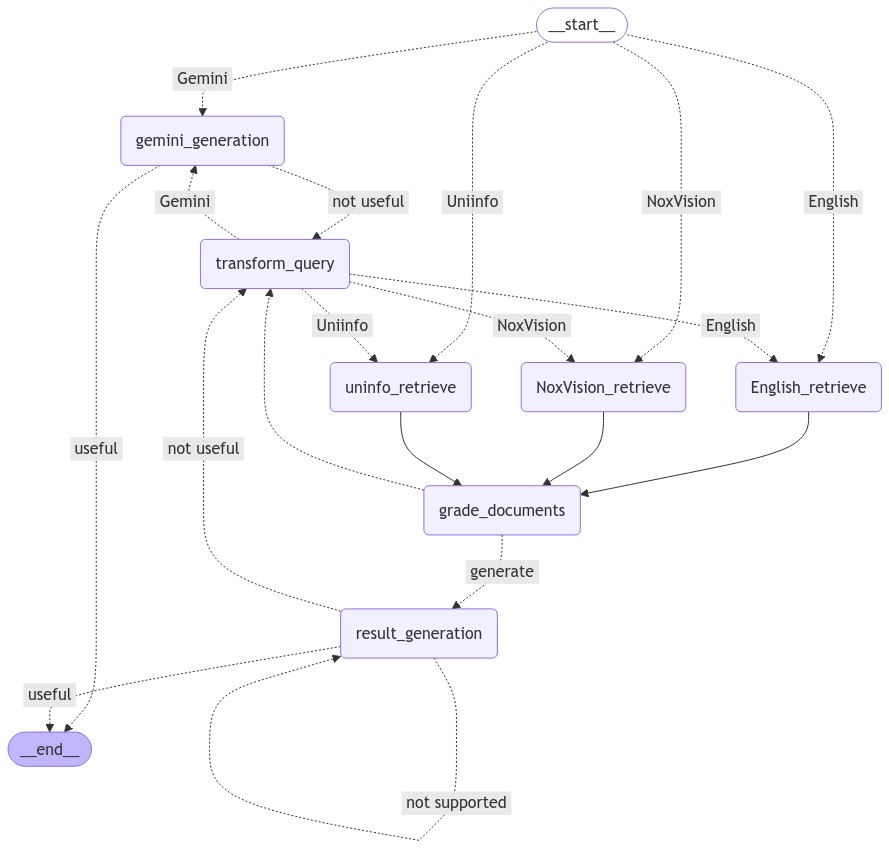 __start__
Gemini
gemini_generation
Gemini
not useful
Uniinfo
NoxVision
English
transform_query
Uniinfo
NoxVision
English
uninfo_retrieve
NoxVision_retrieve
English_retrieve
useful
not useful
grade_documents
generate
result_generation
useful
__end__
not supported